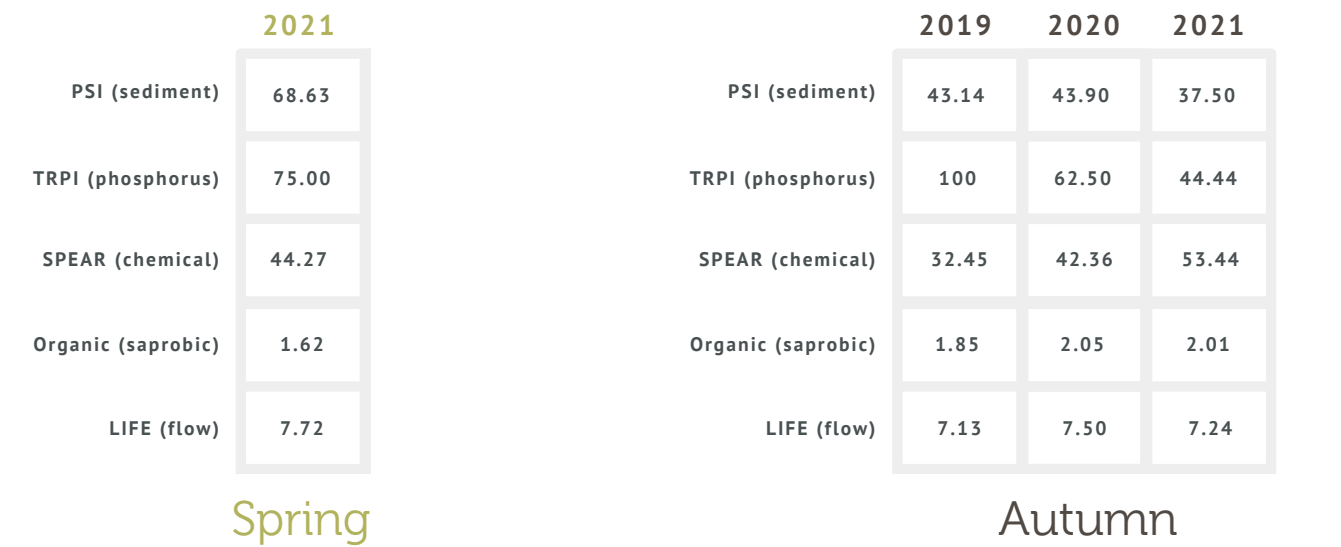 2021
PSI (sediment) 68.63
TRPI (phosphorus) 75.00
SPEAR (chemical) 44.27
Organic (saprobic) 1.62
LIFE (flow) 7.72
Spring
2019 2020 2021
PSI (sediment) 43.14 43.90 37.50
TRPI (phosphorus) 100 62.50 44.44
SPEAR (chemical) 32.45 42.36 53.44
Organic (saprobic) 1.85 2.05 2.01
LIFE (flow) 7.13 7.50 7.24
Autumn